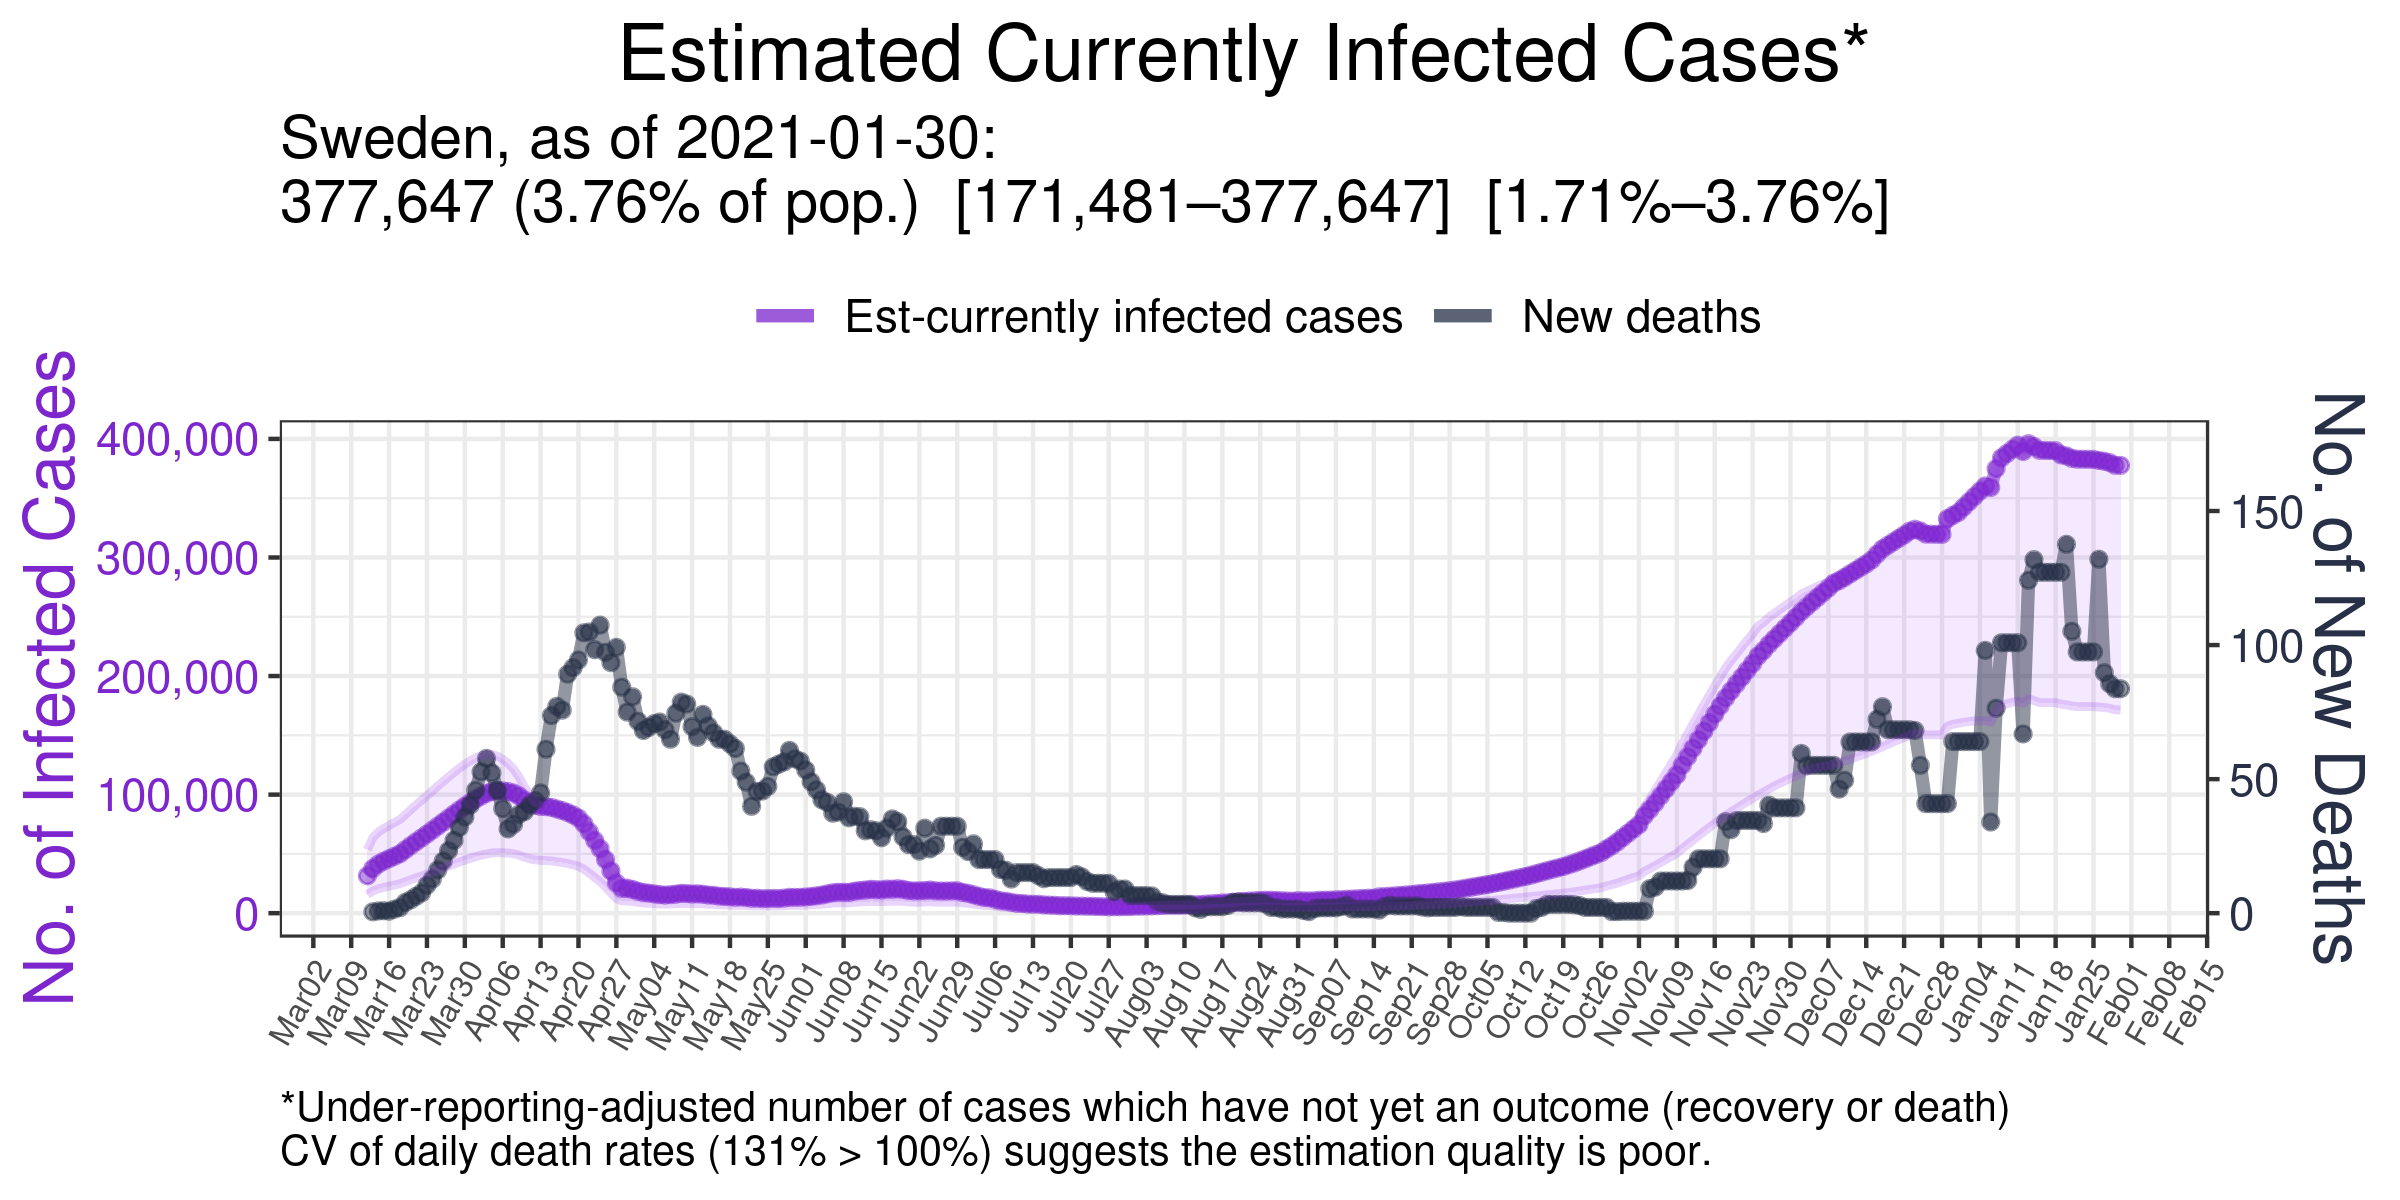 Estimated Currently Infected Cases*
Sweden, as of 2021-01-30:
377,647 (3.76% of pop.) [171,481–377,647] [1.71%–3.76%]
Est-currently infected cases
New deaths
No. of Infected Cases
400,000
300,000
200,000
100,000
0
150
100
50
0
No. of New Deaths
Mar02
Mar09
Mar16
Mar23
Mar30
Apr06
Apr13
Apr20
Apr27
May04
May11
May18
May25
Jun01
Jun08
Jun15
Jun22
Jun29
Jul06
Jul13
Jul20
Jul27
Aug03
Aug10
Aug17
Aug24
Aug31
Sep07
Sep14
Sep21
Sep28
Oct05
Oct12
Oct19
Oct26
Nov02
Nov09
Nov16
Nov23
Nov30
Dec07
Dec14
Dec21
Dec28
Jan04
Jan11
Jan18
Jan25
Feb01
Feb08
Feb15
*Under-reporting-adjusted number of cases which have not yet an outcome (recovery or death)
CV of daily death rates (131% > 100%) suggests the estimation quality is poor.